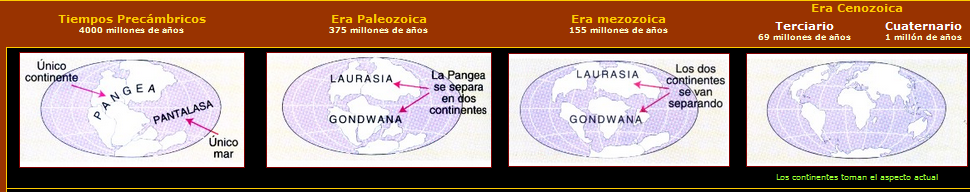 Tiempos Precámbricos
4000 millones de años
Único
continente
PANGEA
PANTALASA
Único
mar
Era Paleozoica
375 millones de años
LAURASIA
GONDWANA
La Pangea
se separa
en dos
continentes
Era mezozoica
155 millones de años
LAURASIA
GONDWANA
Los dos
continentes
se van
separando
Era Cenozoica
Terciario
69 millones de años
Cuaternario
1 millón de años
Los continentes toman el aspecto actual